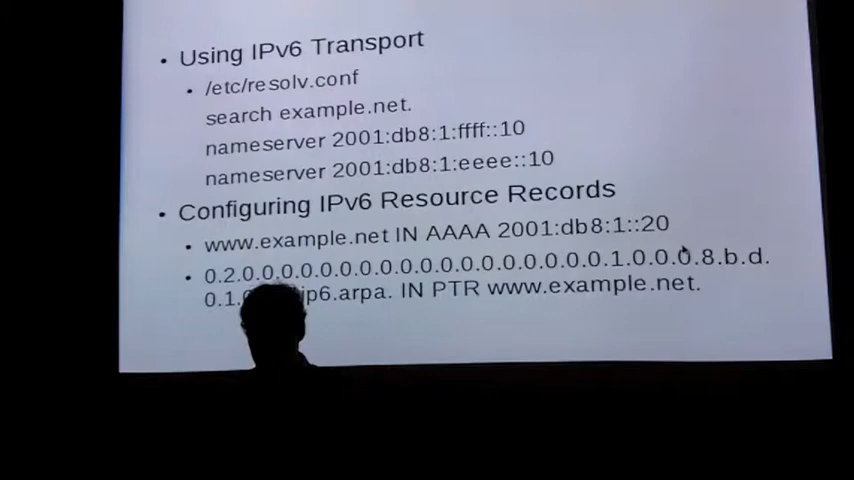 Using IPv6 Transport
/etc/resolv.conf
search example.net.
nameserver 2001:db8:1:ffff::10
nameserver 2001:db8:1:eeee::10
Configuring IPv6 Resource Records
www.example.net IN AAAA 2001:db8:1::20
0.2.0.0.0.0.0.0.0.0.0.0.0.0.0.0.0.0.0.0.1.0.0.0.8.b.d.
0.1. ip6.arpa. IN PTR www.example.net.